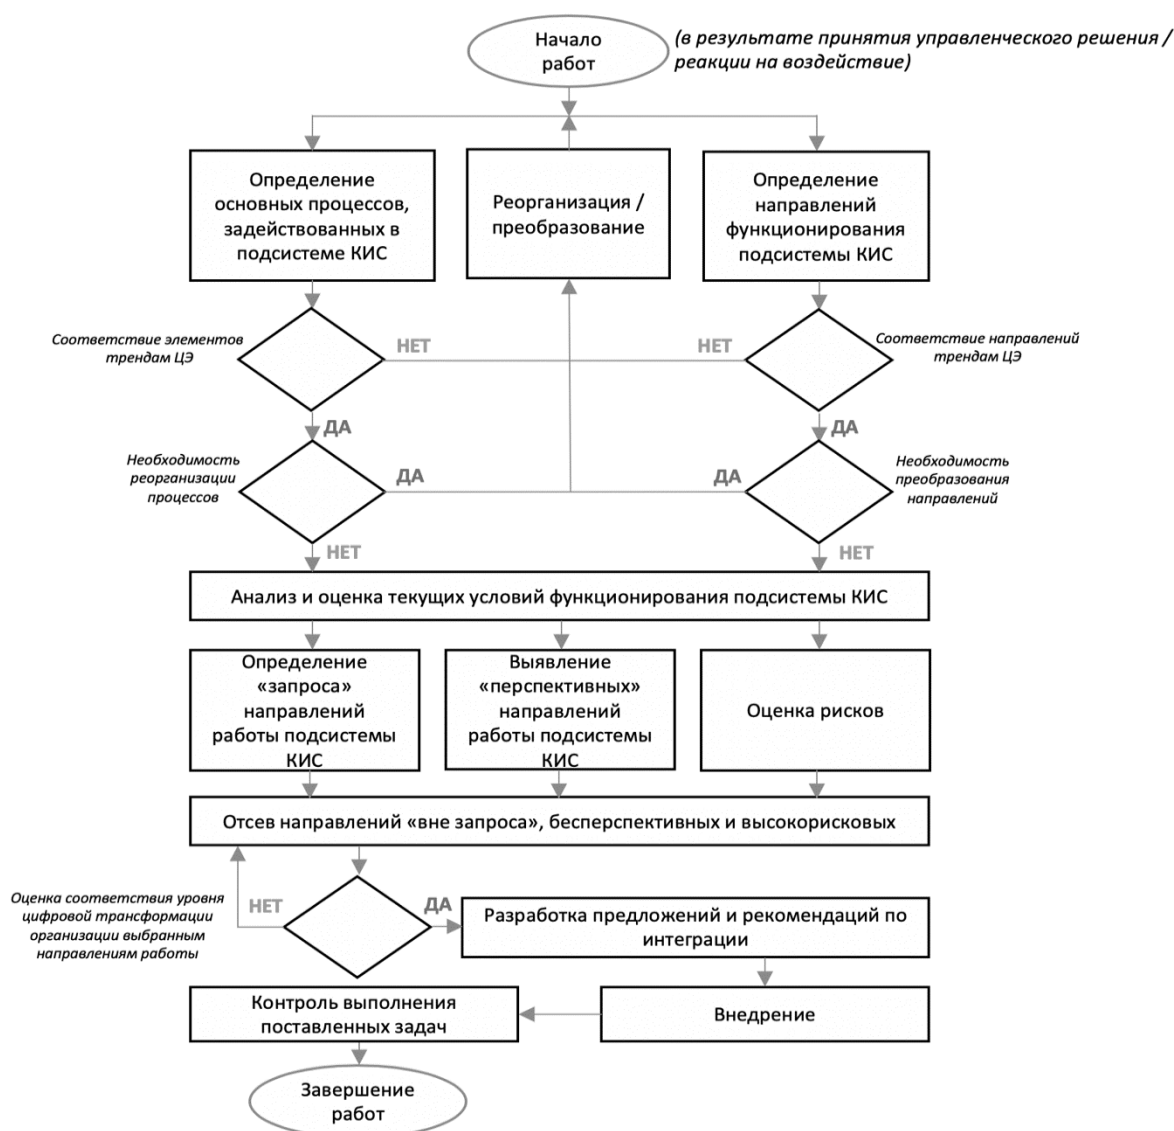 Начало
работ
(в результате принятия управленческого решения /
реакции на воздействие)
Определение
основных процессов,
задействованных в
подсистеме КИС
Реорганизация /
преобразование
Определение
направлений
функционирования
подсистемы КИС
Соответствие элементов
трендам ЦЭ
НЕТ
НЕТ
Соответствие направлений
трендам ЦЭ
ДА
ДА
Необходимость
реорганизации
процессов
ДА
ДА
Необходимость
преобразования
направлений
НЕТ
НЕТ
Анализ и оценка текущих условий функционирования подсистемы КИС
Определение
«запроса»
направлений
работы подсистемы
КИС
Выявление
«перспективных»
направлений
работы подсистемы
КИС
Оценка рисков
Отсев направлений «вне запроса», бесперспективных и высокорисковых
Оценка соответствия уровня
цифровой трансформации
организации выбранным
направлениям работы
НЕТ
ДА
Разработка предложений и рекомендаций по
интеграции
Контроль выполнения
поставленных задач
Внедрение
Завершение
работ